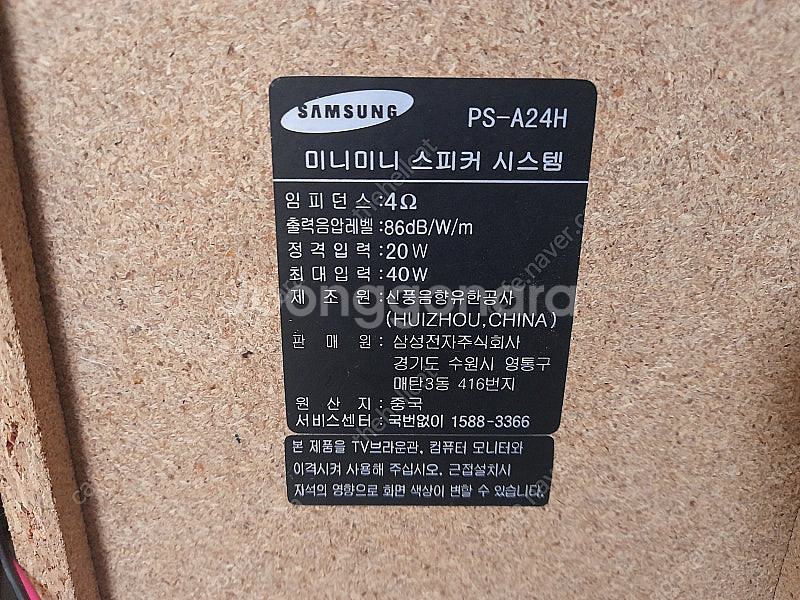 SAMSUNG PS-A24H
미니미니 스피커 시스템
임피던스:4Ω
출력음압레벨:86dB/W/m
정격입력:20W
최대입력:40W
제조원:신풍음향유한공사
(HUIZHOU,CHINA)
판매원:삼성전자주식회사
경기도 수원시 영통구
매탄3동 416번지
원산지:중국
서비스센터:국번없이 1588-3366
본 제품을 TV브라운관, 컴퓨터 모니터와
이격시켜 사용해 주십시오. 근접설치시
자석의 영향으로 화면 색상이 변할 수 있습니다.